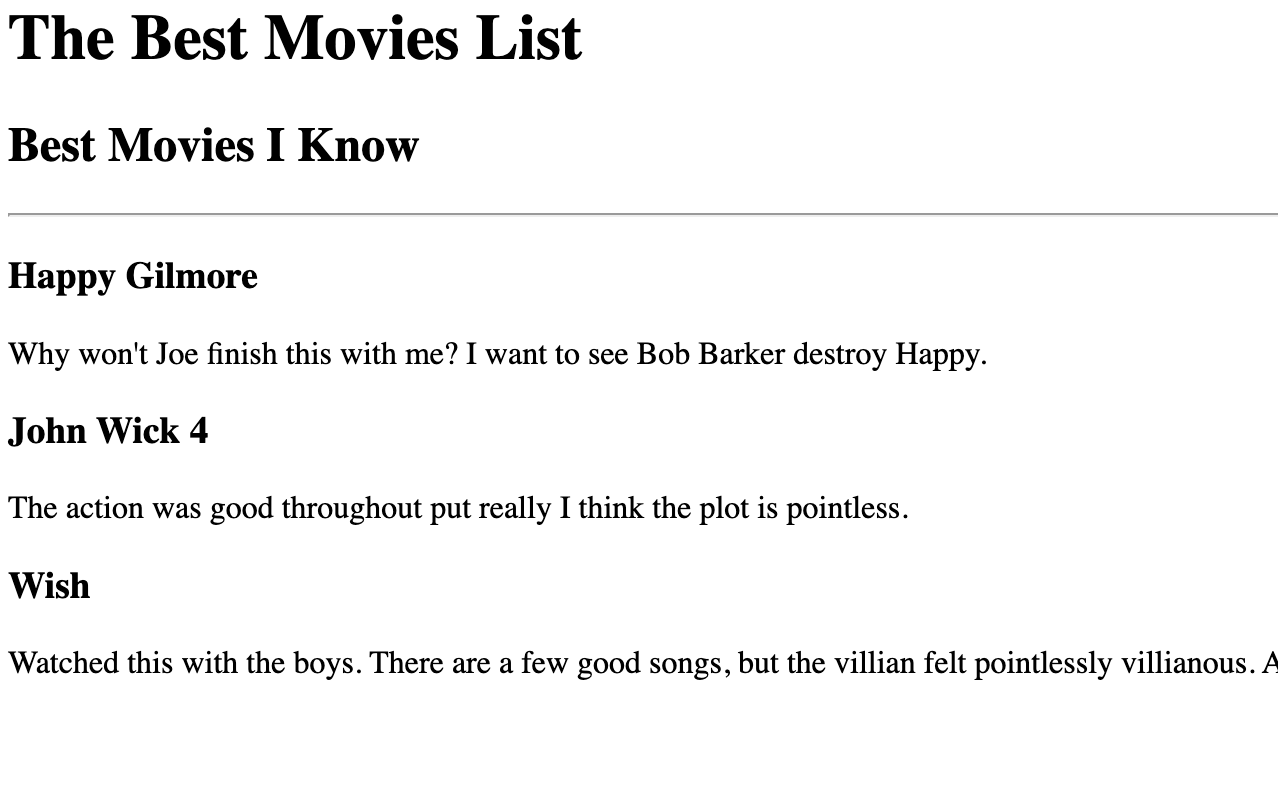 The Best Movies List
Best Movies I Know
Happy Gilmore
Why won't Joe finish this with me? I want to see Bob Barker destroy Happy.
John Wick 4
The action was good throughout put really I think the plot is pointless.
Wish
Watched this with the boys. There are a few good songs, but the villian felt pointlessly villianous.